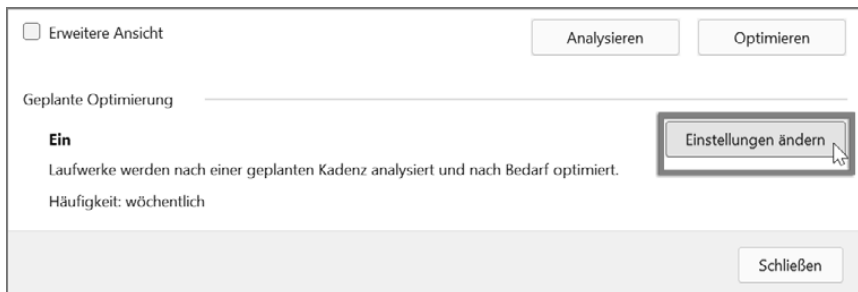 Erweitere Ansicht
Analysieren
Optimieren
Geplante Optimierung
Ein
Einstellungen ändern
Laufwerke werden nach einer geplanten Kadenz analysiert und nach Bedarf optimiert.
Häufigkeit: wöchentlich
Schließen